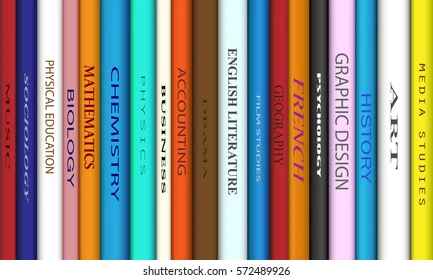 MUSIC
SOCIOLOGY
PHYSICAL EDUCATION
BIOLOGY
MATHEMATICS
CHEMISTRY
PHYSICS
BUSINESS
ACCOUNTING
DRAMA
ENGLISH LITERATURE
FILM STUDIES
GEOGRAPHY
FRENCH
PSYCHOLOGY
GRAPHIC DESIGN
HISTORY
ART
MEDIA STUDIES
shutterstock.com · 572489926